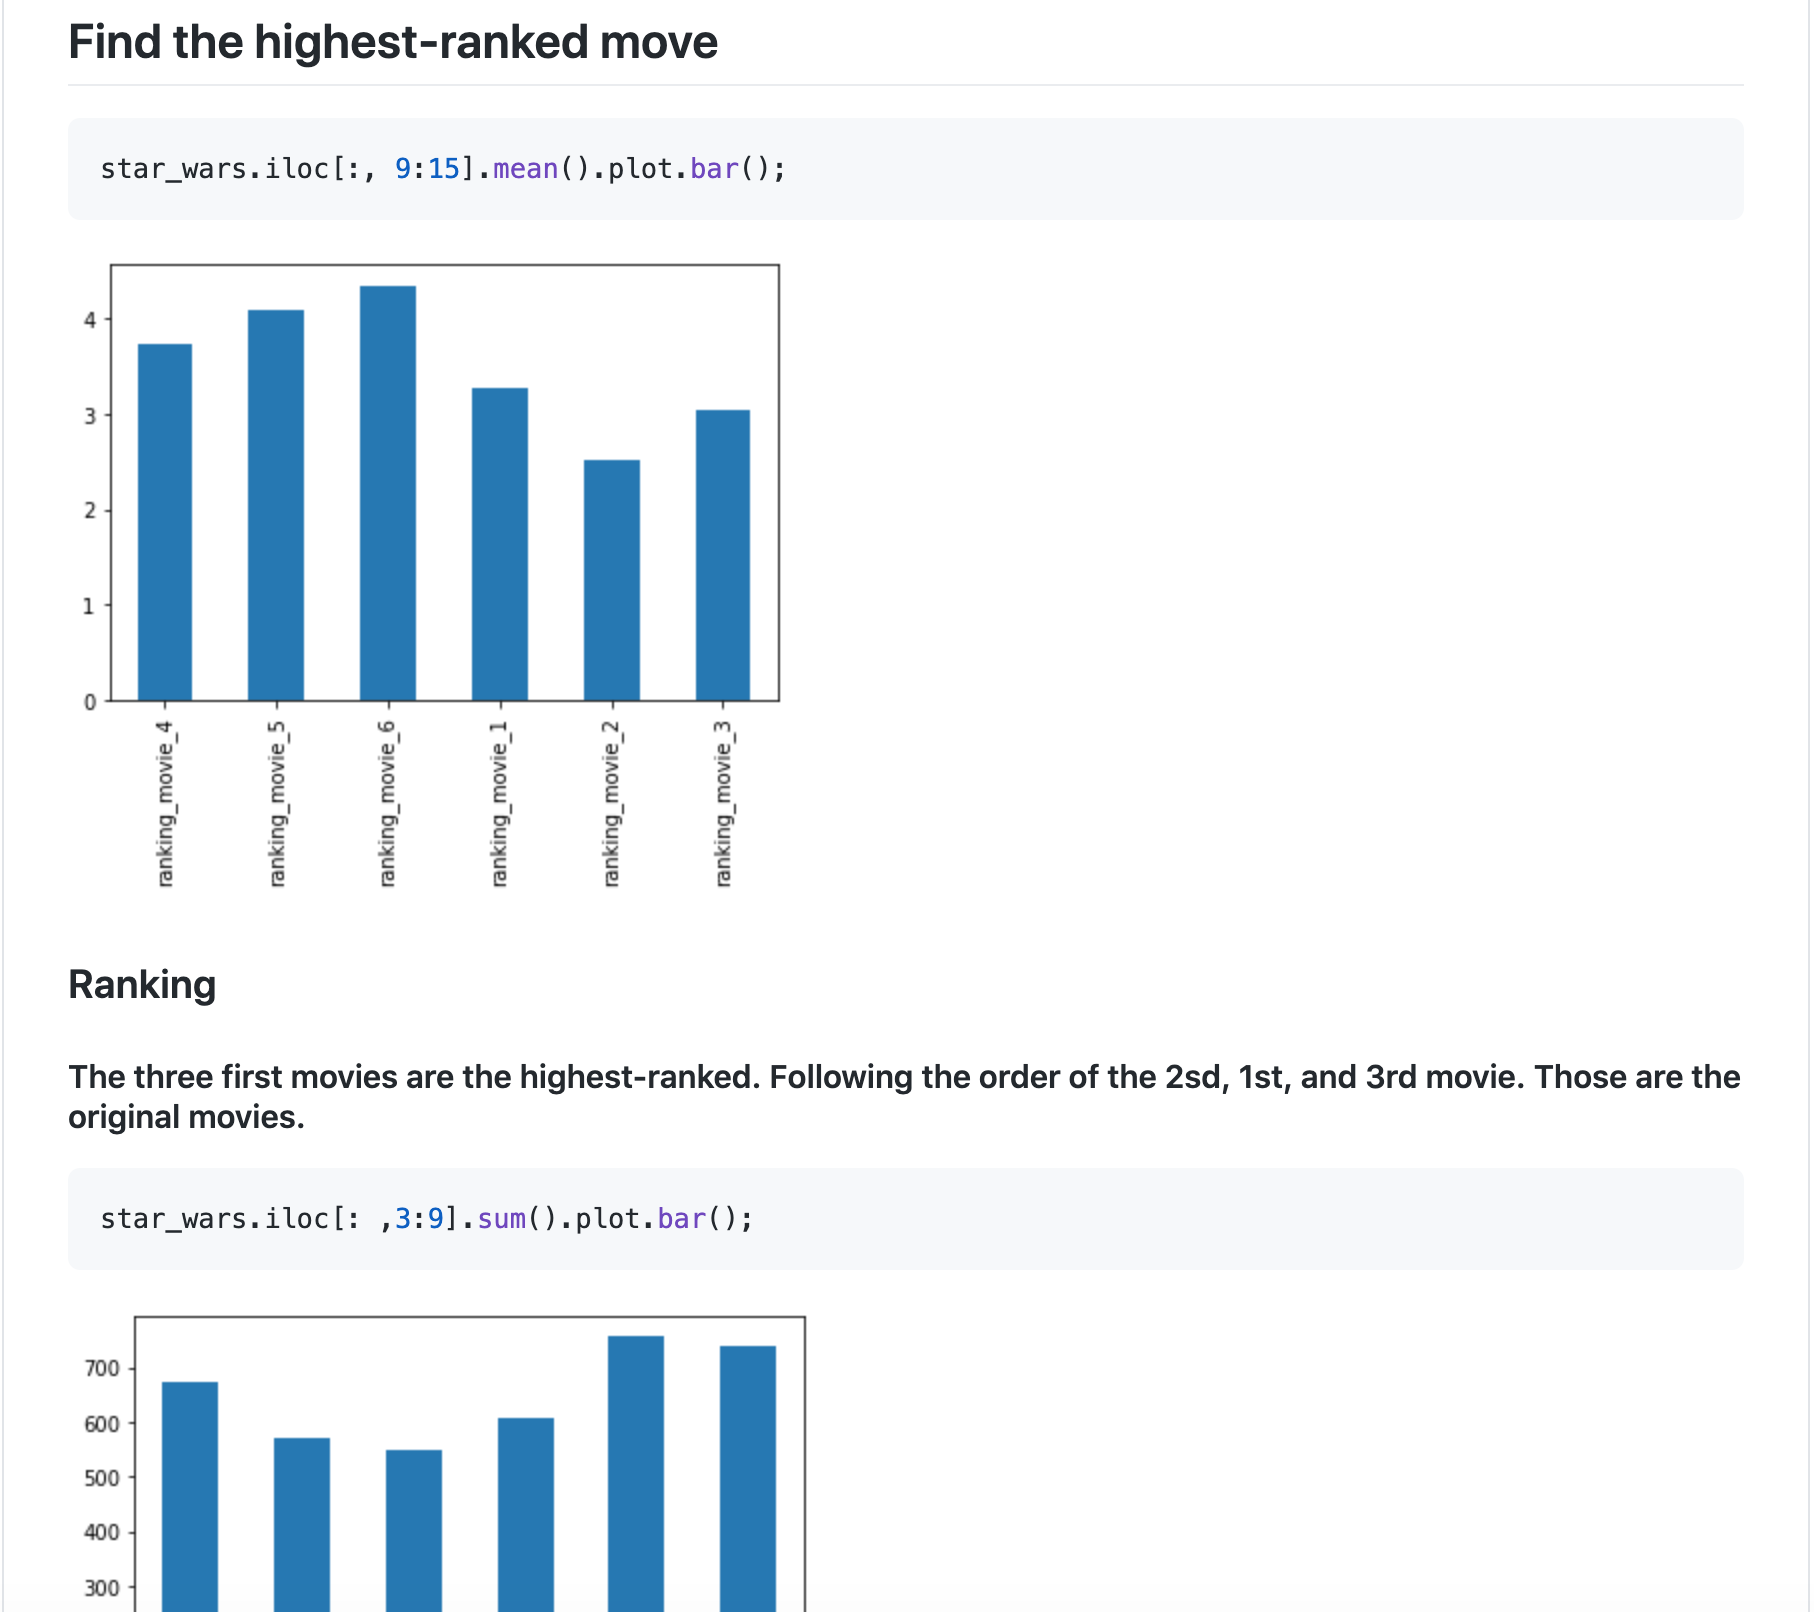 Find the highest-ranked move
star_wars.iloc[:, 9:15].mean().plot.bar();
4
3
2
1
0
ranking_movie_4
ranking_movie_5
ranking_movie_6
ranking_movie_1
ranking_movie_2
ranking_movie_3
Ranking
The three first movies are the highest-ranked. Following the order of the 2sd, 1st, and 3rd movie. Those are the
original movies.
star_wars.iloc[: ,3:9].sum().plot.bar();
700
600
500
400
300